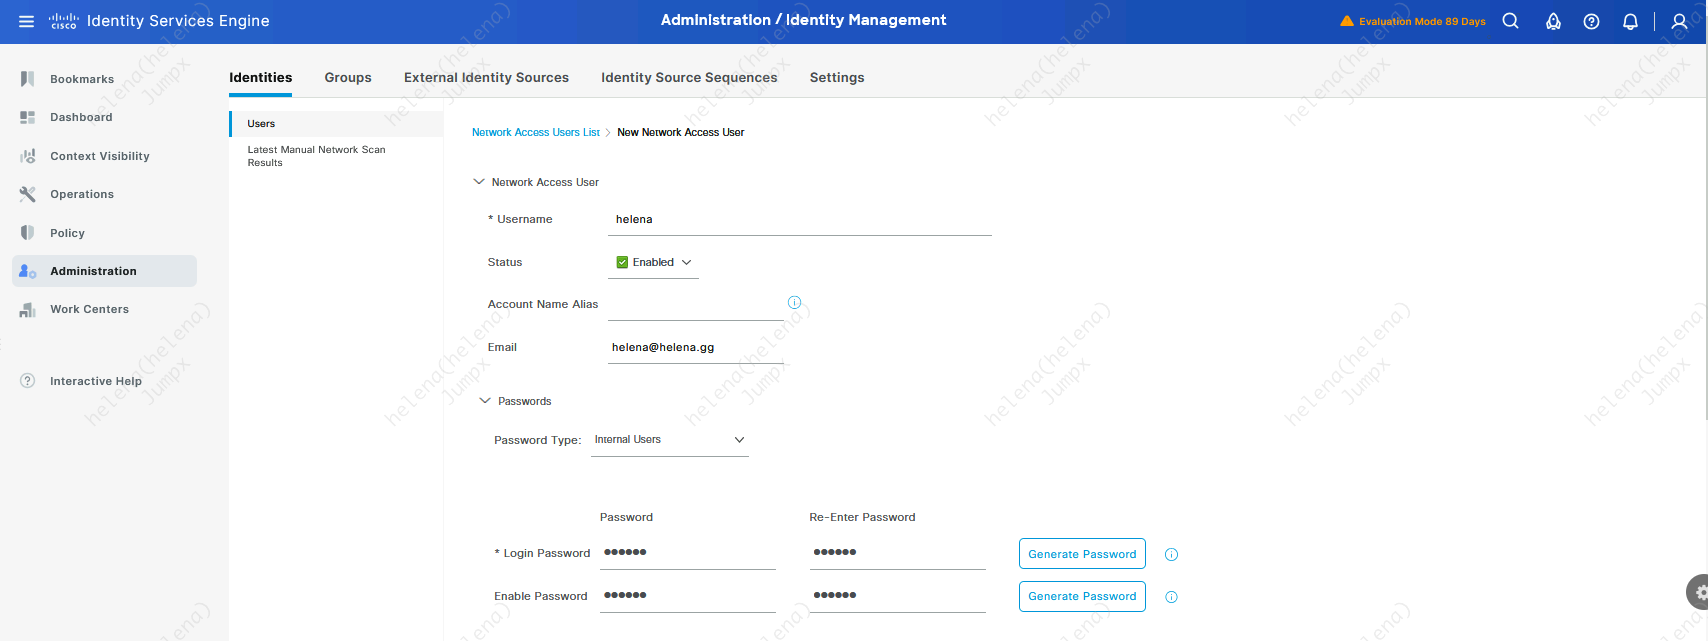 cisco Identity Services Engine
Administration / Identity Management
Evaluation Mode 89 Days
Bookmarks
Dashboard
Context Visibility
Operations
Policy
Administration
Work Centers
Interactive Help
Identities Groups External Identity Sources Identity Source Sequences Settings
Users
Latest Manual Network Scan
Results
Network Access Users List > New Network Access User
Network Access User
* Username helena
Status Enabled
Account Name Alias
Email helena@helena.gg
Passwords
Password Type: Internal Users
Password Re-Enter Password
* Login Password •••••• •••••• Generate Password
Enable Password •••••• •••••• Generate Password
helena(helena)
Jumpx